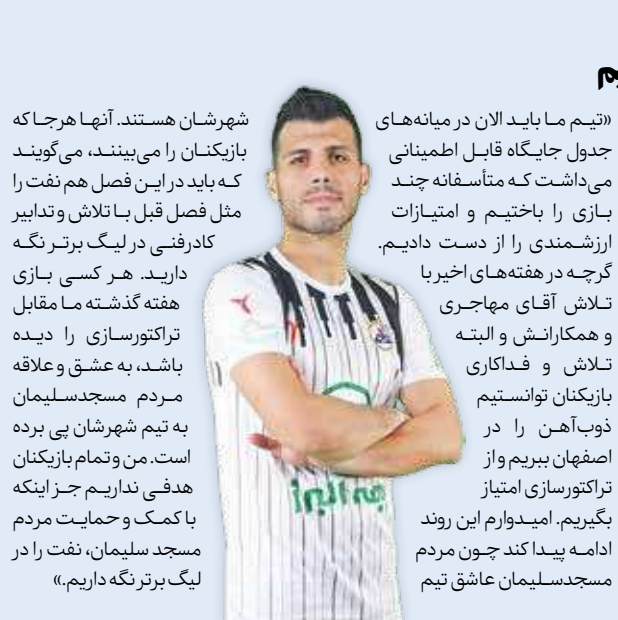 «تیم ما باید الان در میانه‌های
جدول جایگاه قابل اطمینانی
می‌داشت که متأسفانه چند
بازی را باختیم و امتیازات
ارزشمندی را از دست دادیم.
گرچه در هفته‌های اخیر با
تلاش آقای مهاجری
و همکارانش و البته
تلاش و فداکاری
بازیکنان توانستیم
ذوب‌آهن را در
اصفهان ببریم و از
تراکتورسازی امتیاز
بگیریم. امیدوارم این روند
ادامه پیدا کند چون مردم
مسجدسلیمان عاشق تیم
شهرشان هستند. آنها هرجا که
بازیکنان را می‌بینند، می‌گویند
که باید در این فصل هم نفت را
مثل فصل قبل با تلاش و تدابیر
کادرفنی در لیگ برتر نگه
دارید. هر کسی بازی
هفته گذشته ما مقابل
تراکتورسازی را دیده
باشد، به عشق و علاقه
مردم مسجدسلیمان
به تیم شهرشان پی برده
است. من و تمام بازیکنان
هدفی نداریم جز اینکه
با کمک و حمایت مردم
مسجد سلیمان، نفت را در
لیگ برتر نگه داریم.»